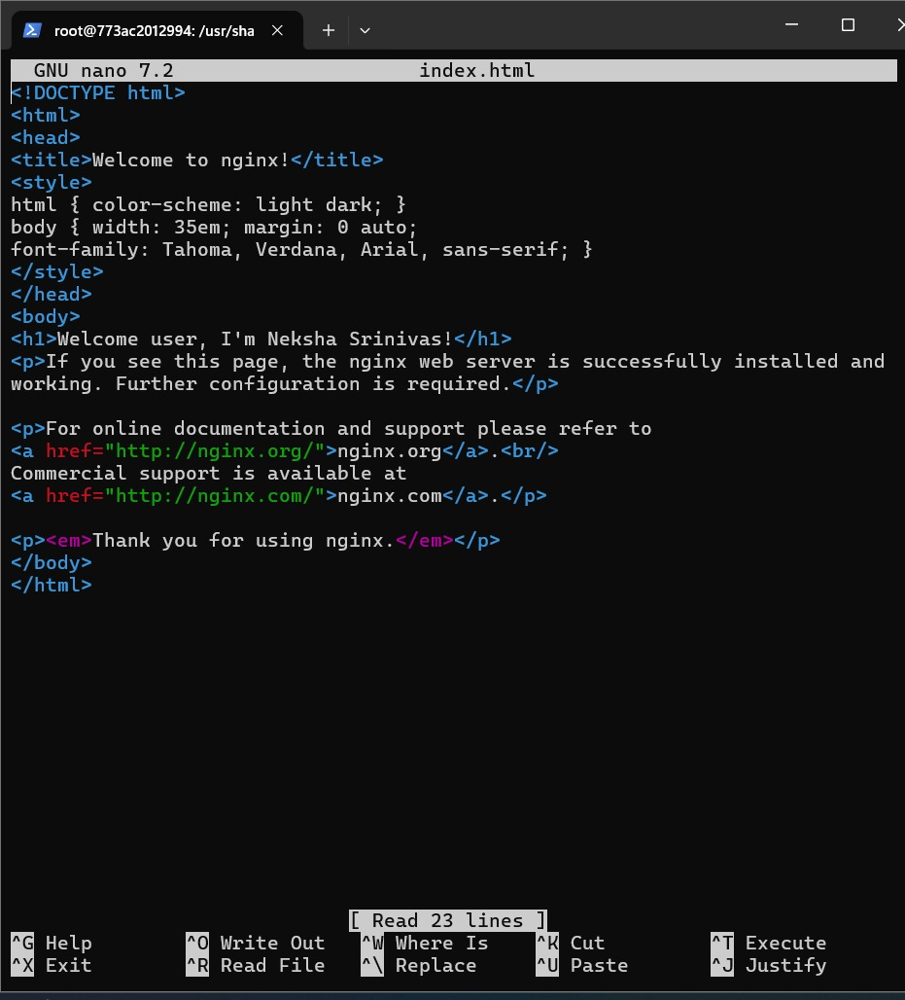 root@773ac2012994: /usr/sha
GNU nano 7.2 index.html
<!DOCTYPE html>
<html>
<head>
<title>Welcome to nginx!</title>
<style>
html { color-scheme: light dark; }
body { width: 35em; margin: 0 auto;
font-family: Tahoma, Verdana, Arial, sans-serif; }
</style>
</head>
<body>
<h1>Welcome user, I'm Neksha Srinivas!</h1>
<p>If you see this page, the nginx web server is successfully installed and
working. Further configuration is required.</p>

<p>For online documentation and support please refer to
<a href="http://nginx.org/">nginx.org</a>.<br/>
Commercial support is available at
<a href="http://nginx.com/">nginx.com</a>.</p>

<p><em>Thank you for using nginx.</em></p>
</body>
</html>
[ Read 23 lines ]
^G Help ^O Write Out ^W Where Is ^K Cut ^T Execute
^X Exit ^R Read File ^\ Replace ^U Paste ^J Justify